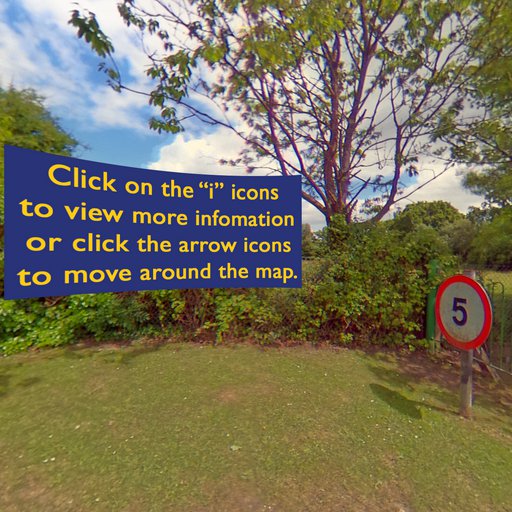 Click on the “i” icons
to view more infomation
or click the arrow icons
to move around the map.
5